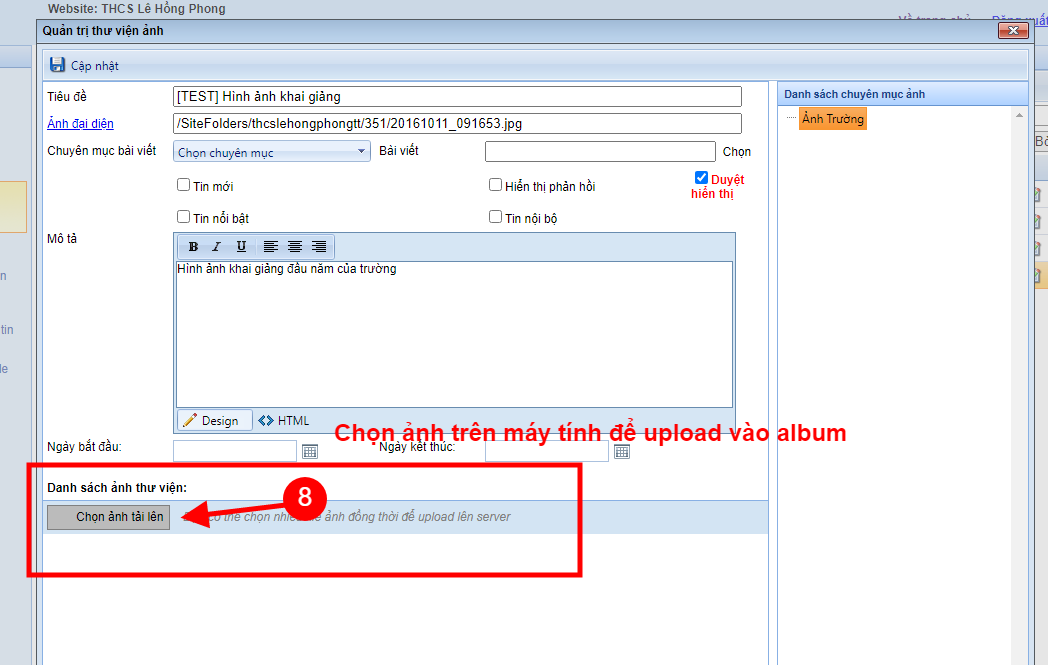 Website: THCS Lê Hồng Phong
Về trang chủ
Đăng xuất
Quản trị thư viện ảnh
Cập nhật
Tiêu đề
[TEST] Hình ảnh khai giảng
Ảnh đại diện
/SiteFolders/thcslehongphongtt/351/20161011_091653.jpg
Chuyên mục bài viết
Chọn chuyên mục
Bài viết
Chọn
Tin mới
Hiển thị phản hồi
Duyệt
hiển thị
Tin nổi bật
Tin nội bộ
Mô tả
B I U
Hình ảnh khai giảng đầu năm của trường
Design
HTML
Chọn ảnh trên máy tính để upload vào album
Ngày bắt đầu:
Ngày kết thúc:
Danh sách ảnh thư viện:
8
Chọn ảnh tải lên
có thể chọn ảnh đồng thời để upload lên server
Danh sách chuyên mục ảnh
Ảnh Trường
tin